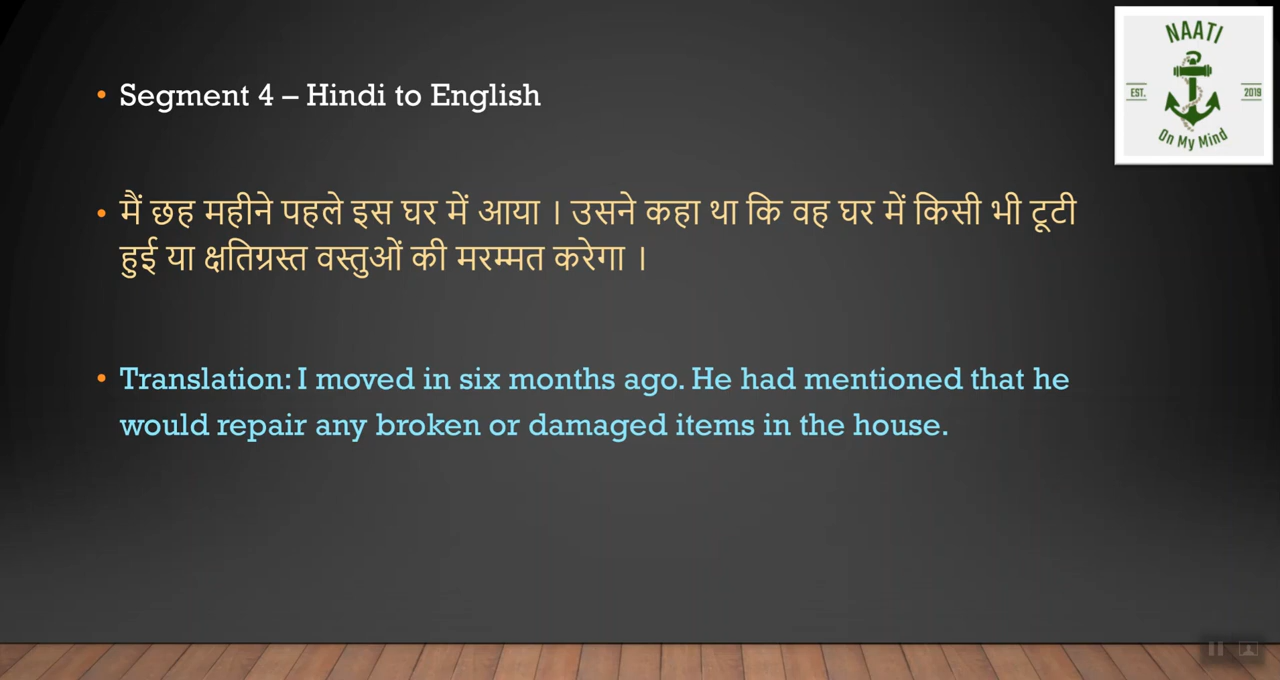 NAATI
EST. 2019
On My Mind
• Segment 4 – Hindi to English
• मैं छह महीने पहले इस घर में आया । उसने कहा था कि वह घर में किसी भी टूटी
हुई या क्षतिग्रस्त वस्तुओं की मरम्मत करेगा ।
• Translation: I moved in six months ago. He had mentioned that he
would repair any broken or damaged items in the house.